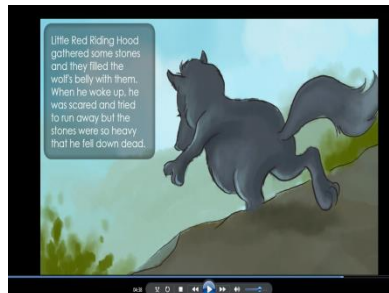 Little Red Riding Hood
gathered some stones
and they filled the
wolf's belly with them.
When he woke up, he
was scared and tried
to run away but the
stones were so heavy
that he fell down dead.